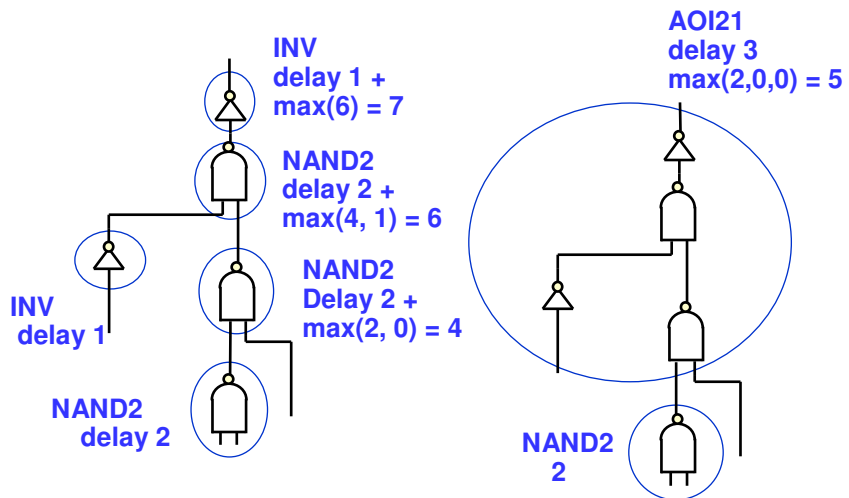 INV
delay 1 +
max(6) = 7
NAND2
delay 2 +
max(4, 1) = 6
INV
delay 1
NAND2
Delay 2 +
max(2, 0) = 4
NAND2
delay 2
AOI21
delay 3
max(2,0,0) = 5
NAND2
2